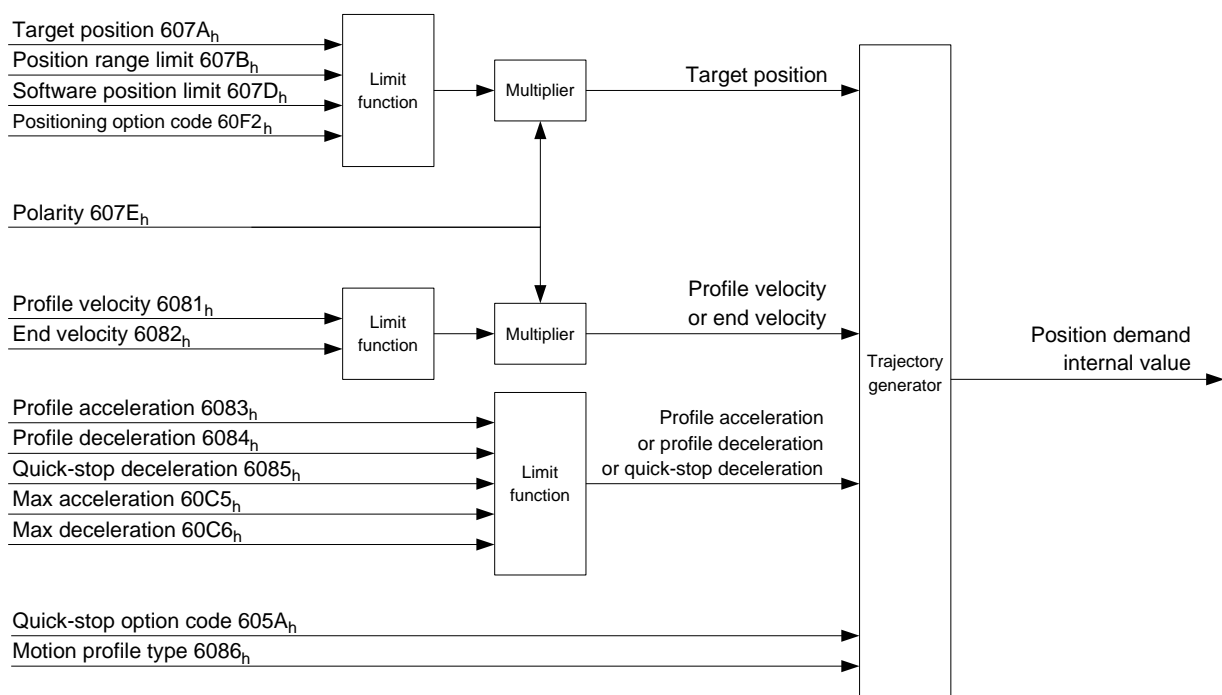 Target position 607Ah
Position range limit 607Bh
Software position limit 607Dh
Positioning option code 60F2h
Limit
function
Multiplier
Target position
Polarity 607Eh
Profile velocity 6081h
End velocity 6082h
Limit
function
Multiplier
Profile velocity
or end velocity
Trajectory
generator
Position demand
internal value
Profile acceleration 6083h
Profile deceleration 6084h
Quick-stop deceleration 6085h
Max acceleration 60C5h
Max deceleration 60C6h
Limit
function
Profile acceleration
or profile deceleration
or quick-stop deceleration
Quick-stop option code 605Ah
Motion profile type 6086h